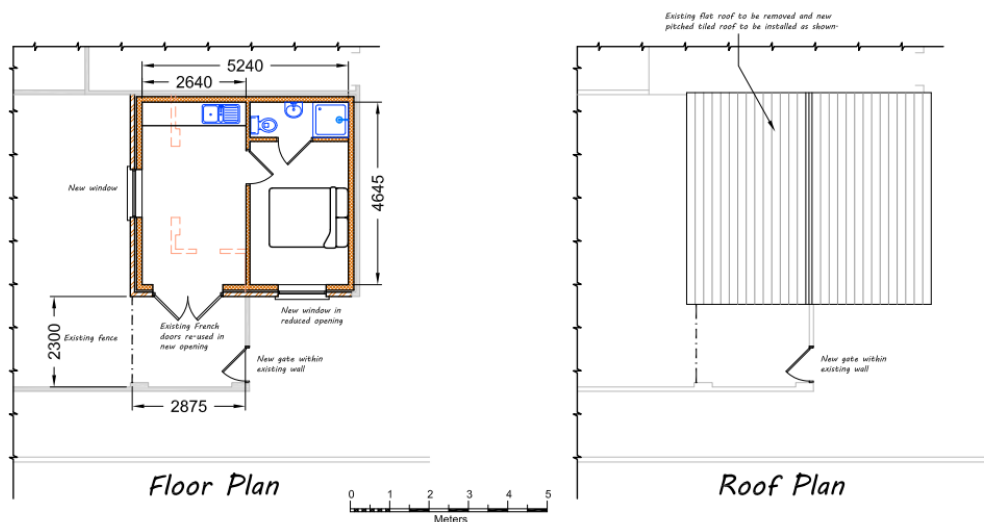 Existing flat roof to be removed and new
pitched tiled roof to be installed as shown.
5240
2640
4645
New window
Existing fence
2300
Existing French
doors re-used in
new opening
New window in
reduced opening
New gate within
existing wall
2875
New gate within
existing wall
Floor Plan
0 1 2 3 4 5
Meters
Roof Plan